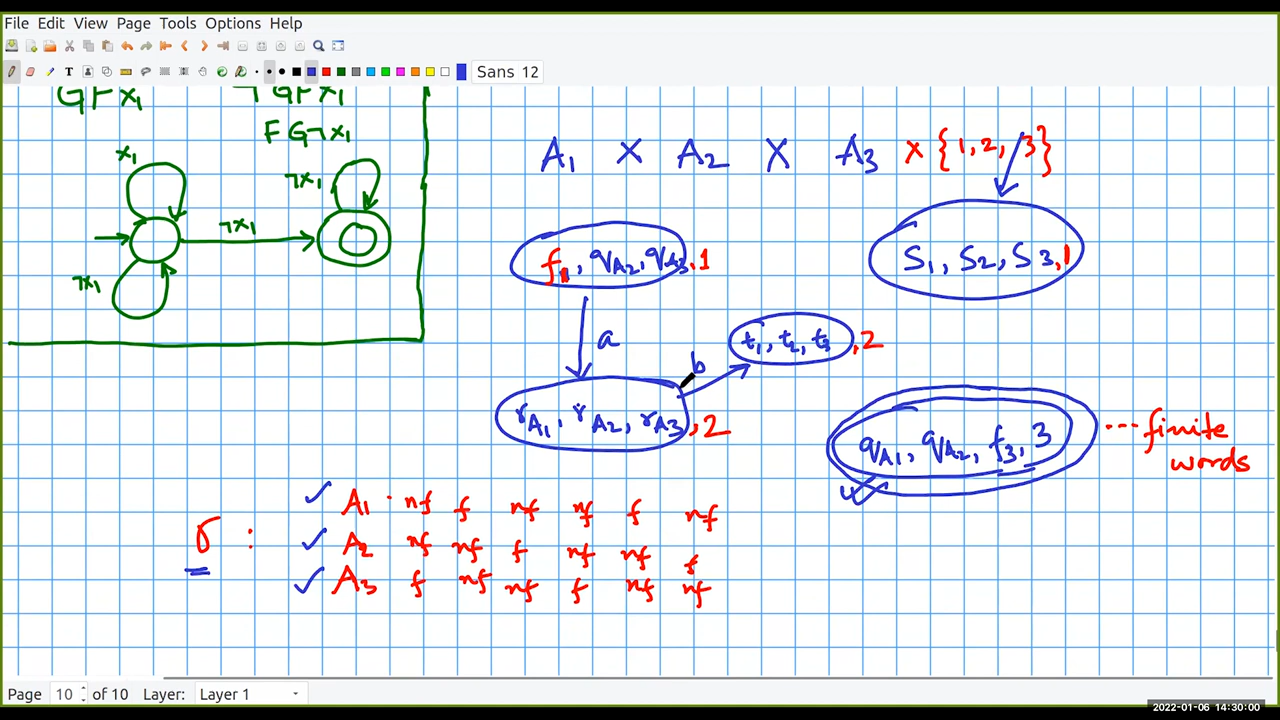 File Edit View Page Tools Options Help
Sans 12
GF x₁ ¬ GF x₁
FG¬x₁
x₁
¬x₁
¬x₁
¬x₁
A₁ X A₂ X A₃ x {1, 2, 3}
f₁, qA₂, qA₃, 1
S₁, S₂, S₃, 1
a
t₁, t₂, t₃, 2
b
rA₁, rA₂, rA₃, 2
qA₁, qA₂, f₃, 3
... finite
words
σ :
✓ A₁ nf f nf nf f nf
✓ A₂ nf nf f nf nf f
✓ A₃ f nf nf f nf nf
Page 10 of 10 Layer: Layer 1
2022-01-06 14:30:00